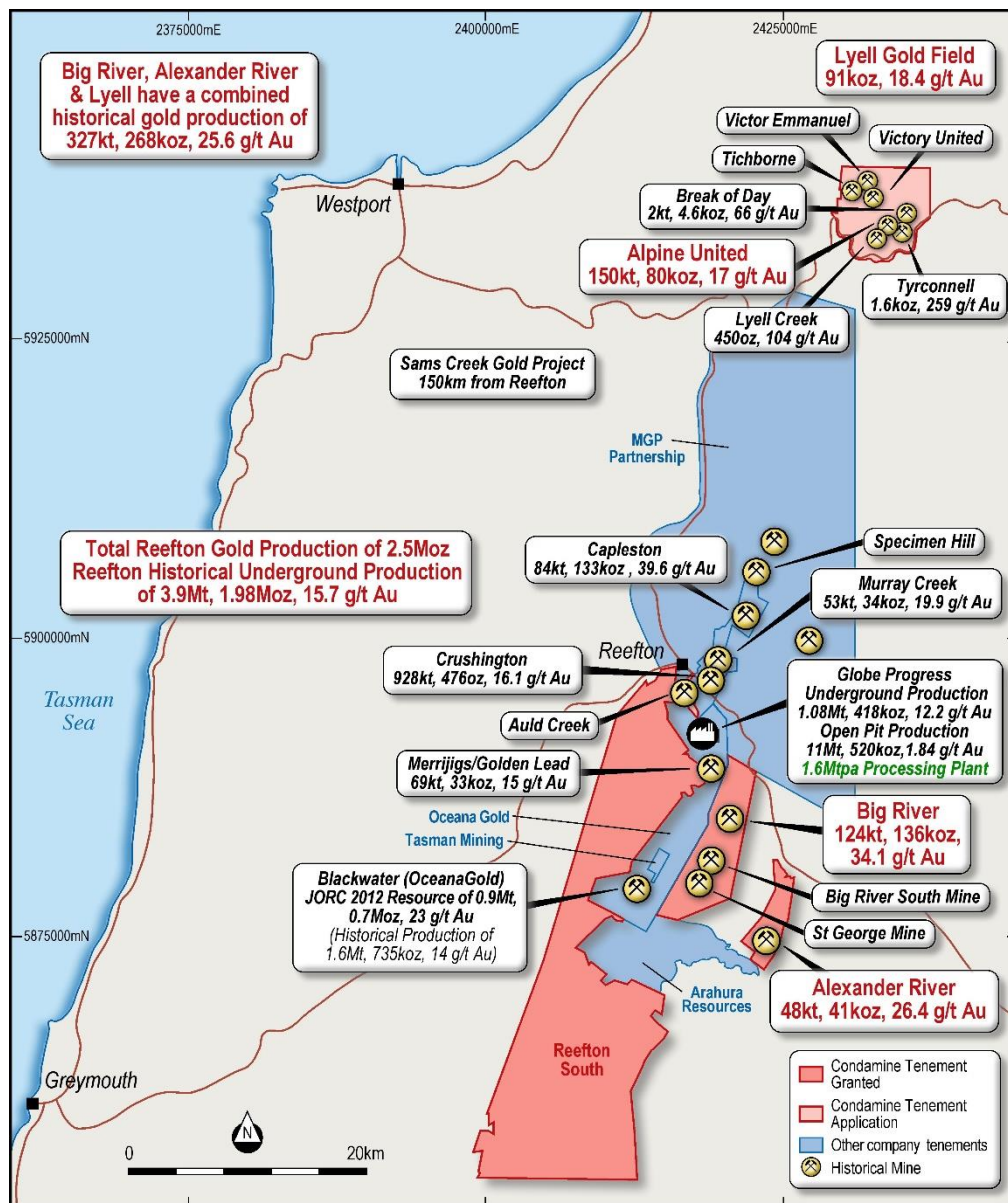 2375000mE
2400000mE
2425000mE
Big River, Alexander River
& Lyell have a combined
historical gold production of
327kt, 268koz, 25.6 g/t Au
Lyell Gold Field
91koz, 18.4 g/t Au
Victor Emmanuel
Victory United
Tichborne
Westport
Break of Day
2kt, 4.6koz, 66 g/t Au
Alpine United
150kt, 80koz, 17 g/t Au
Tyrconnell
1.6koz, 259 g/t Au
Lyell Creek
450oz, 104 g/t Au
5925000mN
Sams Creek Gold Project
150km from Reefton
MGP
Partnership
Total Reefton Gold Production of 2.5Moz
Reefton Historical Underground Production
of 3.9Mt, 1.98Moz, 15.7 g/t Au
Specimen Hill
Capleston
84kt, 133koz , 39.6 g/t Au
Murray Creek
53kt, 34koz, 19.9 g/t Au
5900000mN
Reefton
Crushington
928kt, 476oz, 16.1 g/t Au
Globe Progress
Underground Production
1.08Mt, 418koz, 12.2 g/t Au
Open Pit Production
11Mt, 520koz,1.84 g/t Au
1.6Mtpa Processing Plant
Tasman
Sea
Auld Creek
Merrijigs/Golden Lead
69kt, 33koz, 15 g/t Au
Oceana Gold
Tasman Mining
Big River
124kt, 136koz,
34.1 g/t Au
Blackwater (OceanaGold)
JORC 2012 Resource of 0.9Mt,
0.7Moz, 23 g/t Au
(Historical Production of
1.6Mt, 735koz, 14 g/t Au)
Big River South Mine
St George Mine
5875000mN
Arahura
Resources
Alexander River
48kt, 41koz, 26.4 g/t Au
Reefton
South
Greymouth
N
0
20km
Condamine Tenement
Granted
Condamine Tenement
Application
Other company tenements
Historical Mine